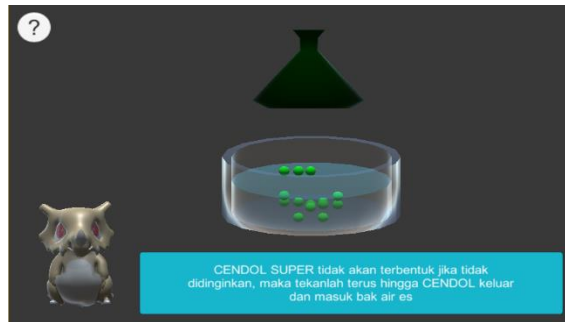 ?
CENDOL SUPER tidak akan terbentuk jika tidak
didinginkan, maka tekanlah terus hingga CENDOL keluar
dan masuk bak air es